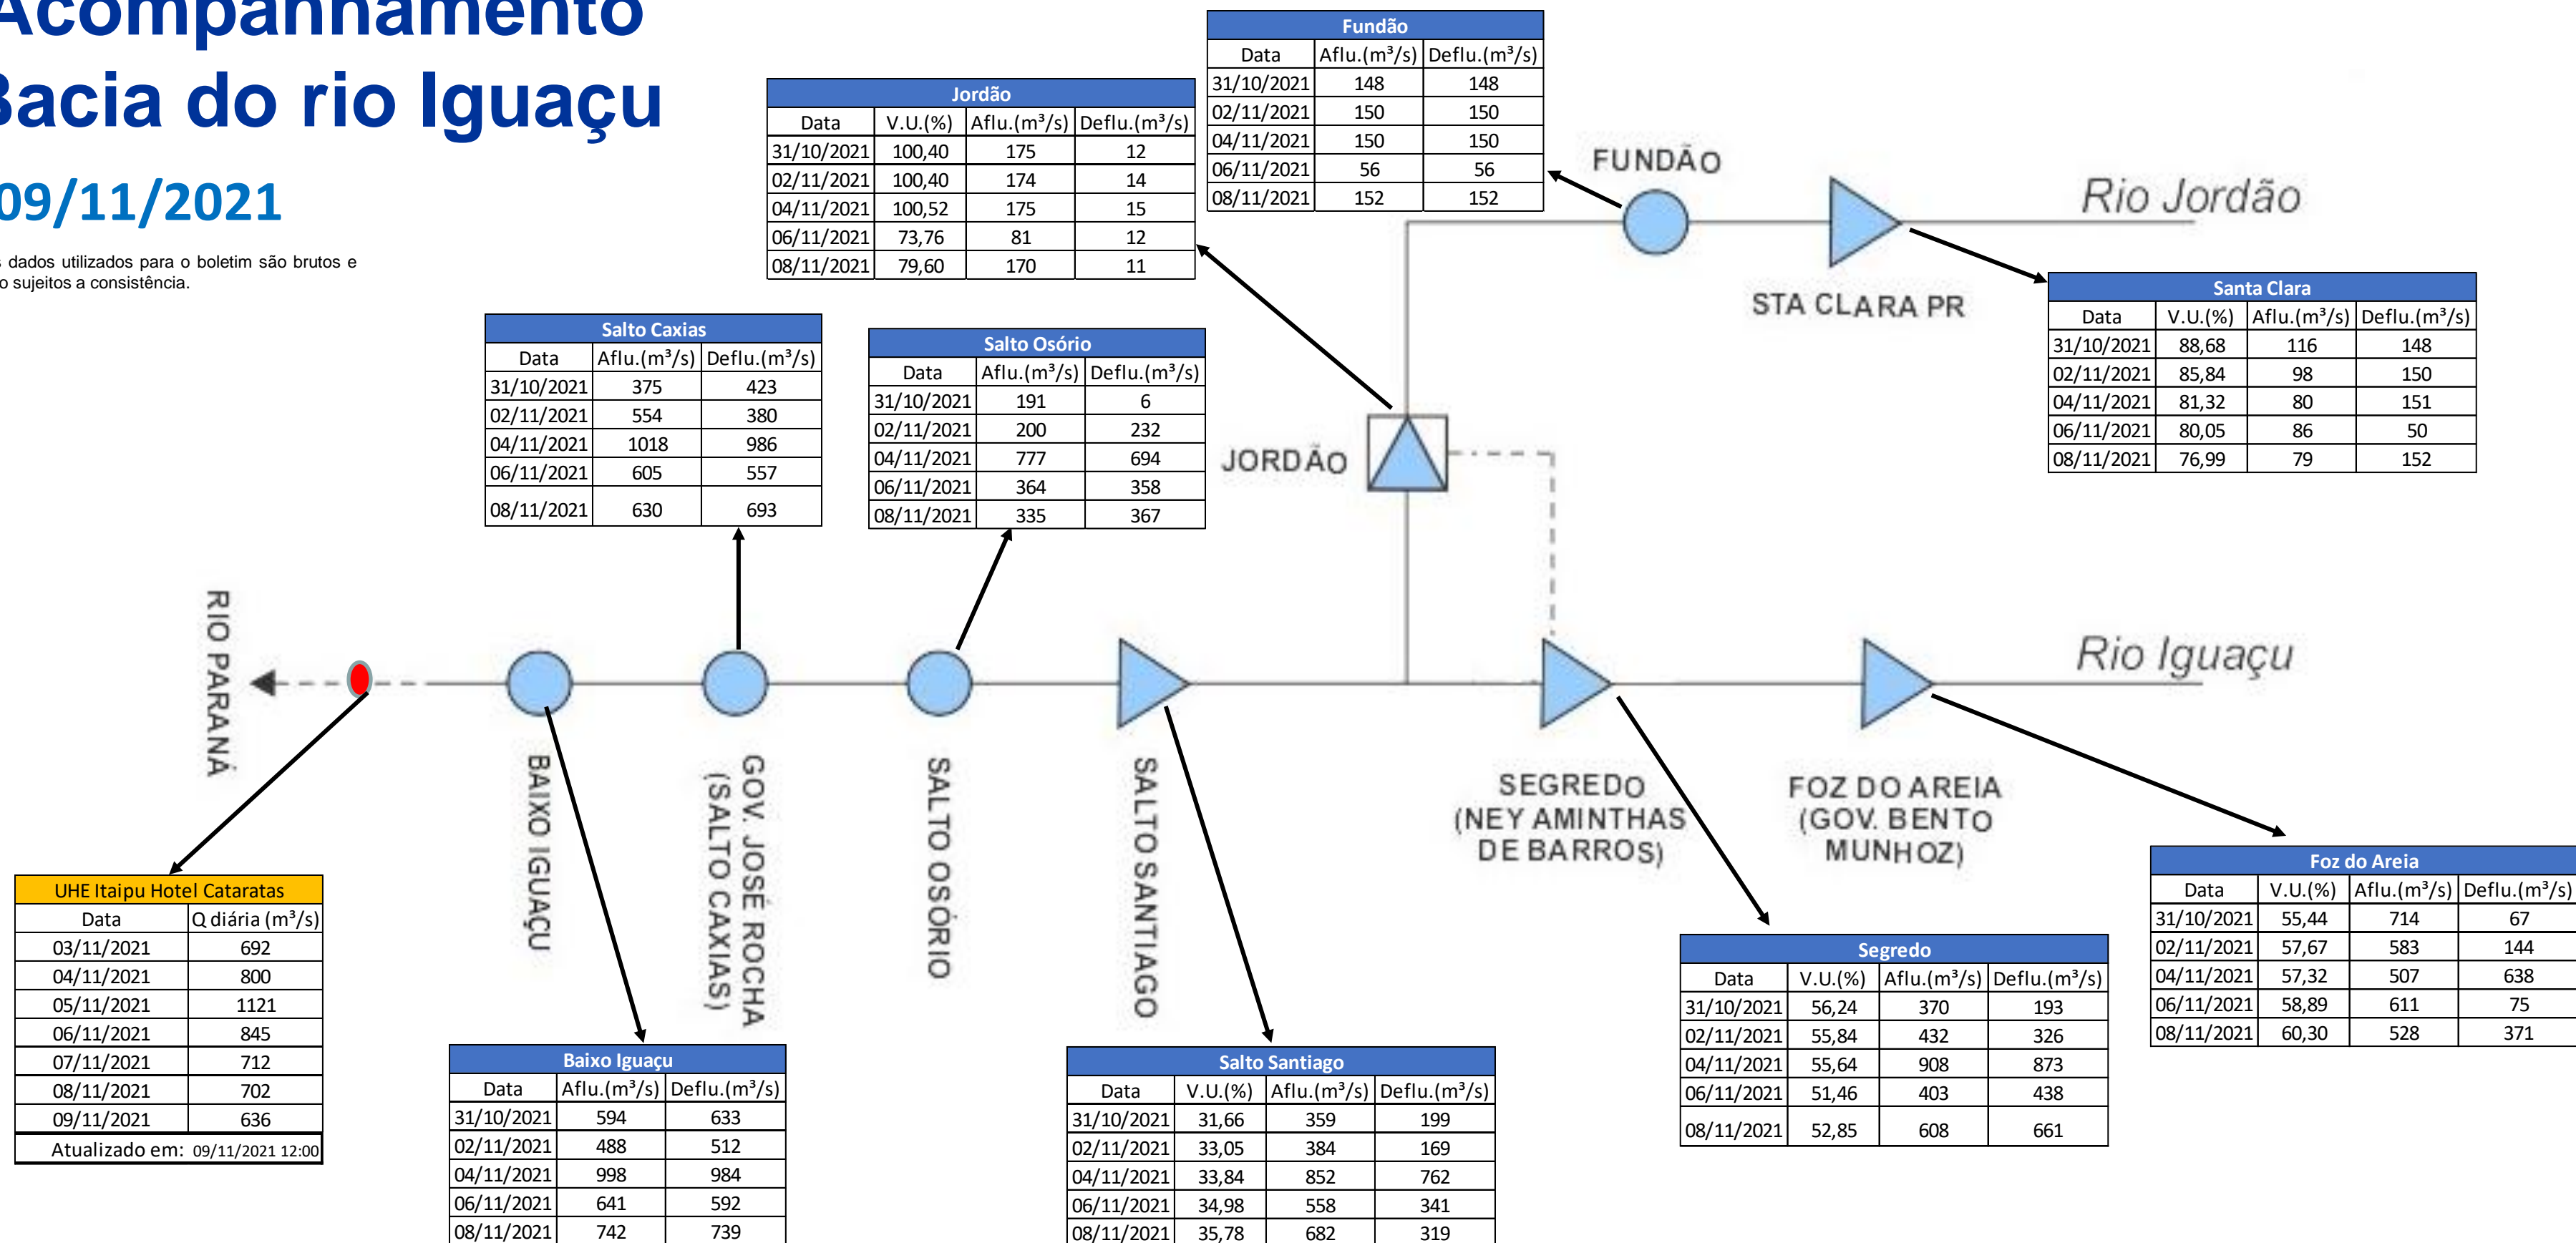 Acompanhamento
Bacia do rio Iguaçu
09/11/2021
s dados utilizados para o boletim são brutos e
o sujeitos a consistência.
Fundão
Data Aflu.(m³/s) Deflu.(m³/s)
31/10/2021 148 148
02/11/2021 150 150
04/11/2021 150 150
06/11/2021 56 56
08/11/2021 152 152
Jordão
Data V.U.(%) Aflu.(m³/s) Deflu.(m³/s)
31/10/2021 100,40 175 12
02/11/2021 100,40 174 14
04/11/2021 100,52 175 15
06/11/2021 73,76 81 12
08/11/2021 79,60 170 11
FUNDÃO
Rio Jordão
STA CLARA PR
Santa Clara
Data V.U.(%) Aflu.(m³/s) Deflu.(m³/s)
31/10/2021 88,68 116 148
02/11/2021 85,84 98 150
04/11/2021 81,32 80 151
06/11/2021 80,05 86 50
08/11/2021 76,99 79 152
Salto Caxias
Data Aflu.(m³/s) Deflu.(m³/s)
31/10/2021 375 423
02/11/2021 554 380
04/11/2021 1018 986
06/11/2021 605 557
08/11/2021 630 693
Salto Osório
Data Aflu.(m³/s) Deflu.(m³/s)
31/10/2021 191 6
02/11/2021 200 232
04/11/2021 777 694
06/11/2021 364 358
08/11/2021 335 367
JORDÃO
RIO PARANÁ
Rio Iguaçu
BAIXO IGUAÇU
GOV. JOSÉ ROCHA
(SALTO CAXIAS)
SALTO OSÓRIO
SALTO SANTIAGO
SEGREDO
(NEY AMINTHAS
DE BARROS)
FOZ DO AREIA
(GOV. BENTO
MUNHOZ)
UHE Itaipu Hotel Cataratas
Data Q diária (m³/s)
03/11/2021 692
04/11/2021 800
05/11/2021 1121
06/11/2021 845
07/11/2021 712
08/11/2021 702
09/11/2021 636
Atualizado em: 09/11/2021 12:00
Baixo Iguaçu
Data Aflu.(m³/s) Deflu.(m³/s)
31/10/2021 594 633
02/11/2021 488 512
04/11/2021 998 984
06/11/2021 641 592
08/11/2021 742 739
Salto Santiago
Data V.U.(%) Aflu.(m³/s) Deflu.(m³/s)
31/10/2021 31,66 359 199
02/11/2021 33,05 384 169
04/11/2021 33,84 852 762
06/11/2021 34,98 558 341
08/11/2021 35,78 682 319
Segredo
Data V.U.(%) Aflu.(m³/s) Deflu.(m³/s)
31/10/2021 56,24 370 193
02/11/2021 55,84 432 326
04/11/2021 55,64 908 873
06/11/2021 51,46 403 438
08/11/2021 52,85 608 661
Foz do Areia
Data V.U.(%) Aflu.(m³/s) Deflu.(m³/s)
31/10/2021 55,44 714 67
02/11/2021 57,67 583 144
04/11/2021 57,32 507 638
06/11/2021 58,89 611 75
08/11/2021 60,30 528 371